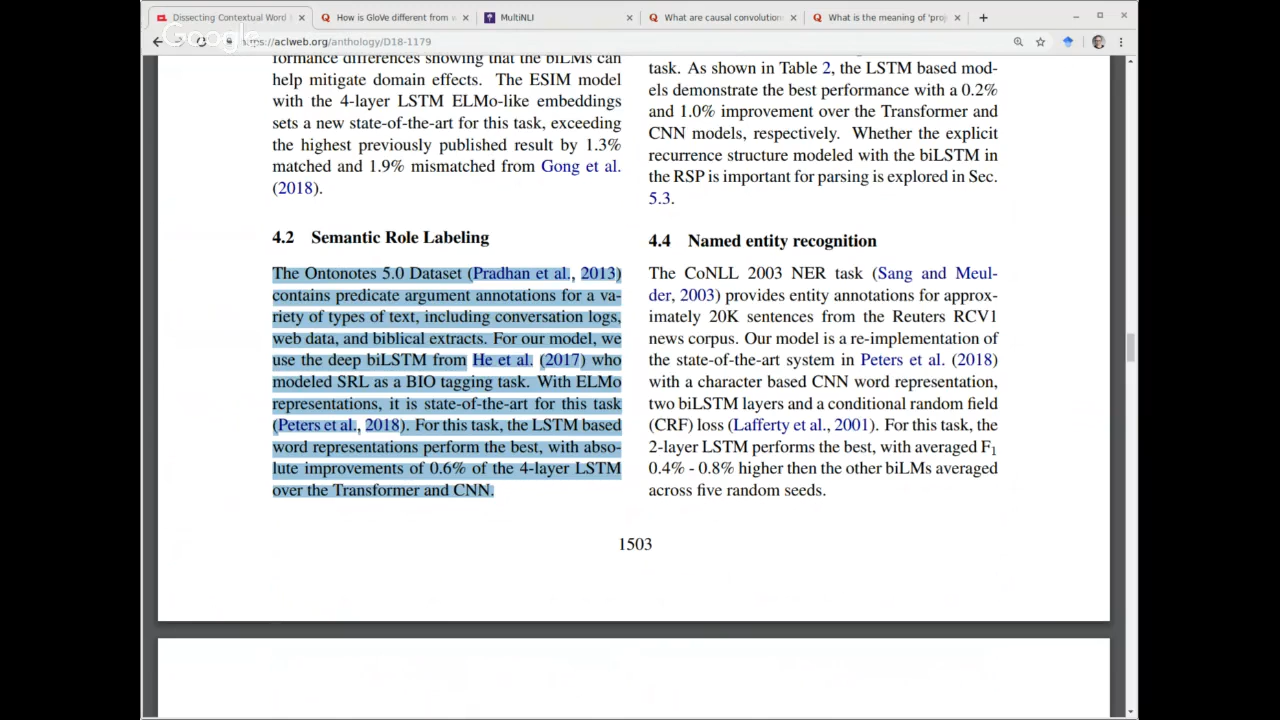 Dissecting Contextual Word
How is GloVe different from w
MultiNLI
What are causal convolution
What is the meaning of 'proj
Google
https://aclweb.org/anthology/D18-1179
formance differences showing that the biLMs can
help mitigate domain effects. The ESIM model
with the 4-layer LSTM ELMo-like embeddings
sets a new state-of-the-art for this task, exceeding
the highest previously published result by 1.3%
matched and 1.9% mismatched from Gong et al.
(2018).
4.2 Semantic Role Labeling
The Ontonotes 5.0 Dataset (Pradhan et al., 2013)
contains predicate argument annotations for a va-
riety of types of text, including conversation logs,
web data, and biblical extracts. For our model, we
use the deep biLSTM from He et al. (2017) who
modeled SRL as a BIO tagging task. With ELMo
representations, it is state-of-the-art for this task
(Peters et al., 2018). For this task, the LSTM based
word representations perform the best, with abso-
lute improvements of 0.6% of the 4-layer LSTM
over the Transformer and CNN.
task. As shown in Table 2, the LSTM based mod-
els demonstrate the best performance with a 0.2%
and 1.0% improvement over the Transformer and
CNN models, respectively. Whether the explicit
recurrence structure modeled with the biLSTM in
the RSP is important for parsing is explored in Sec.
5.3.
4.4 Named entity recognition
The CoNLL 2003 NER task (Sang and Meul-
der, 2003) provides entity annotations for approx-
imately 20K sentences from the Reuters RCV1
news corpus. Our model is a re-implementation of
the state-of-the-art system in Peters et al. (2018)
with a character based CNN word representation,
two biLSTM layers and a conditional random field
(CRF) loss (Lafferty et al., 2001). For this task, the
2-layer LSTM performs the best, with averaged F1
0.4% - 0.8% higher then the other biLMs averaged
across five random seeds.
1503